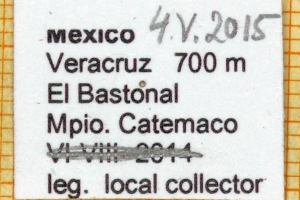 MEXICO 4.V.2015
Veracruz 700 m
El Bastonal
Mpio. Catemaco
VI-VIII 2014
leg. local collector